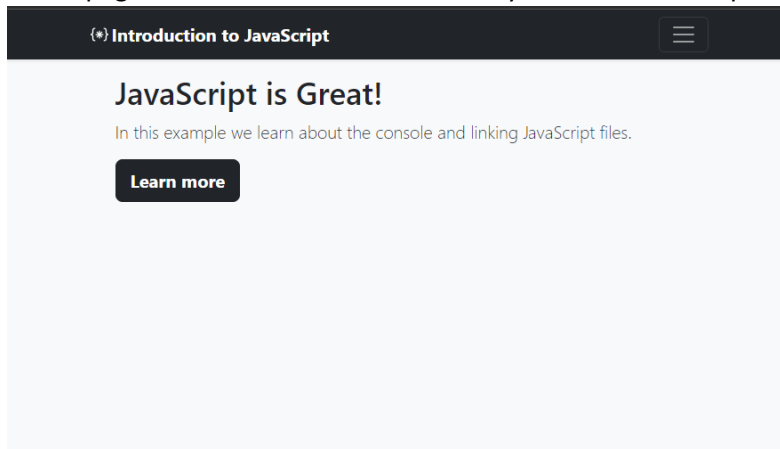 {*} Introduction to JavaScript
JavaScript is Great!
In this example we learn about the console and linking JavaScript files.
Learn more